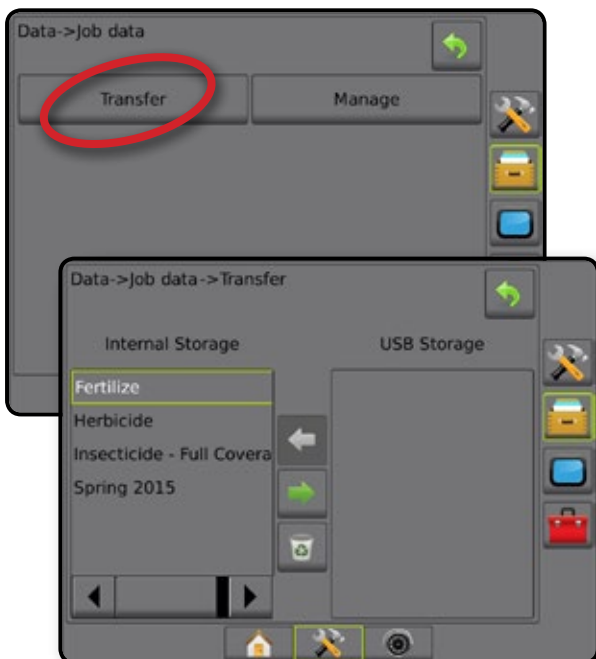 Data->Job data
Transfer
Manage
Data->Job data->Transfer
Internal Storage
USB Storage
Fertilize
Herbicide
Insecticide - Full Covera
Spring 2015